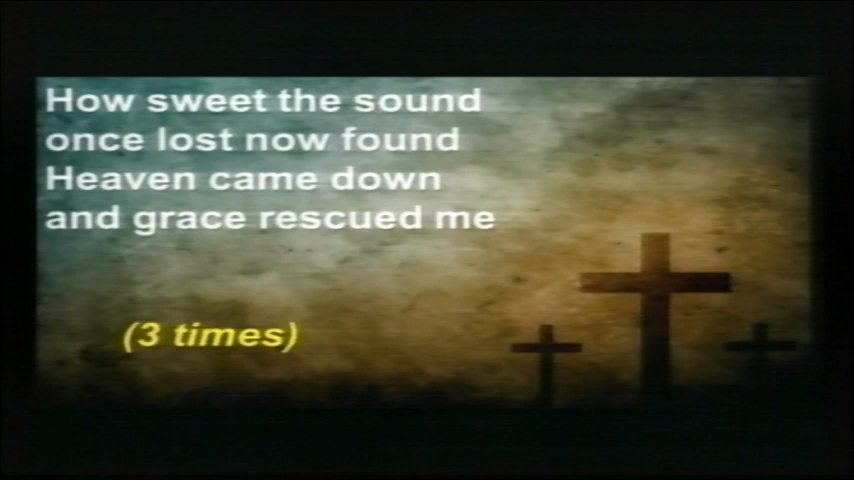 How sweet the sound
once lost now found
Heaven came down
and grace rescued me
(3 times)